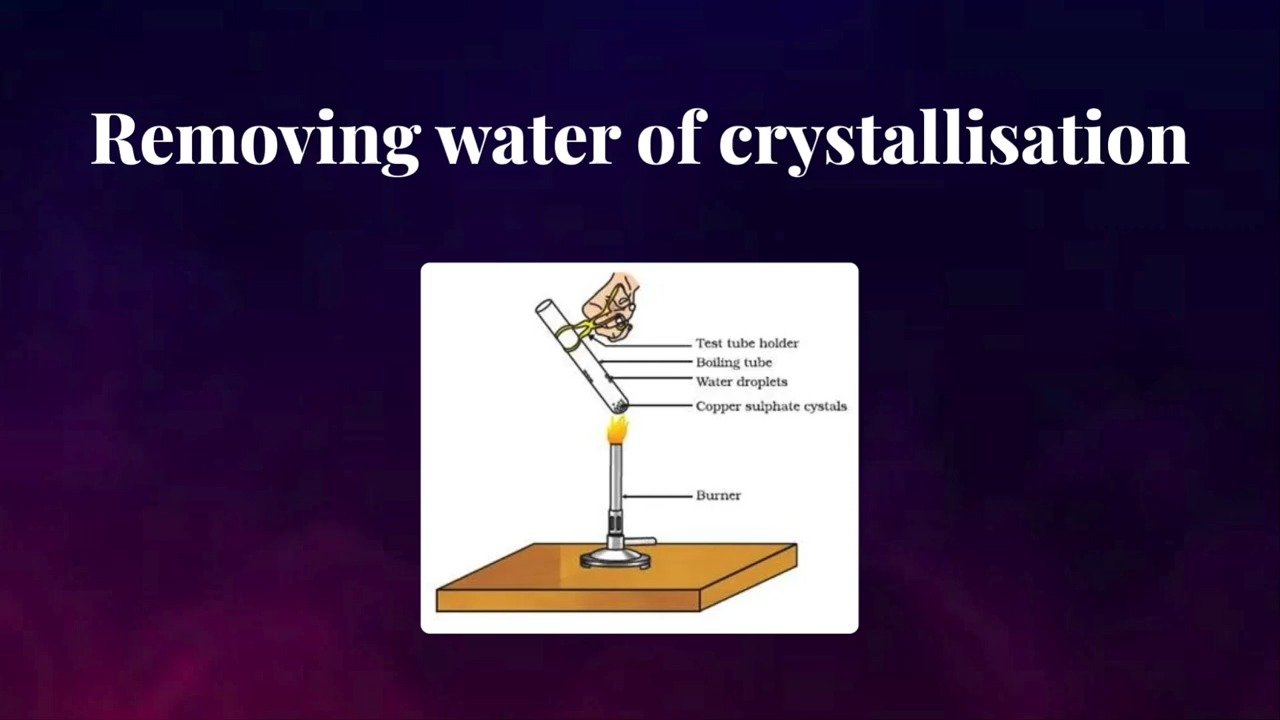 Removing water of crystallisation
Test tube holder
Boiling tube
Water droplets
Copper sulphate cystals
Burner